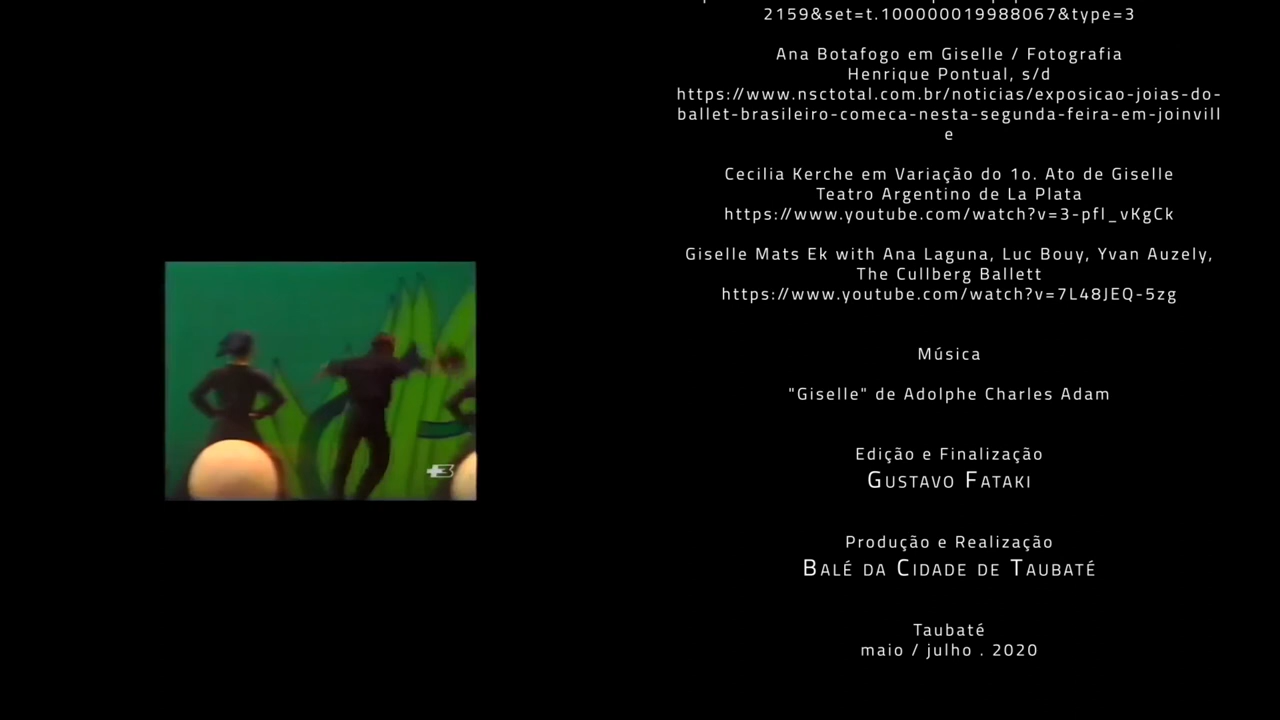 2159&set=t.100000019988067&type=3
Ana Botafogo em Giselle / Fotografia
Henrique Pontual, s/d
https://www.nsctotal.com.br/noticias/exposicao-joias-do-
ballet-brasileiro-comeca-nesta-segunda-feira-em-joinvill
e
Cecilia Kerche em Variação do 1o. Ato de Giselle
Teatro Argentino de La Plata
https://www.youtube.com/watch?v=3-pfl_vKgCk
Giselle Mats Ek with Ana Laguna, Luc Bouy, Yvan Auzely,
The Cullberg Ballett
https://www.youtube.com/watch?v=7L48JEQ-5zg
Música
"Giselle" de Adolphe Charles Adam
Edição e Finalização
Gustavo Fataki
Produção e Realização
Balé da Cidade de Taubaté
Taubaté
maio / julho . 2020